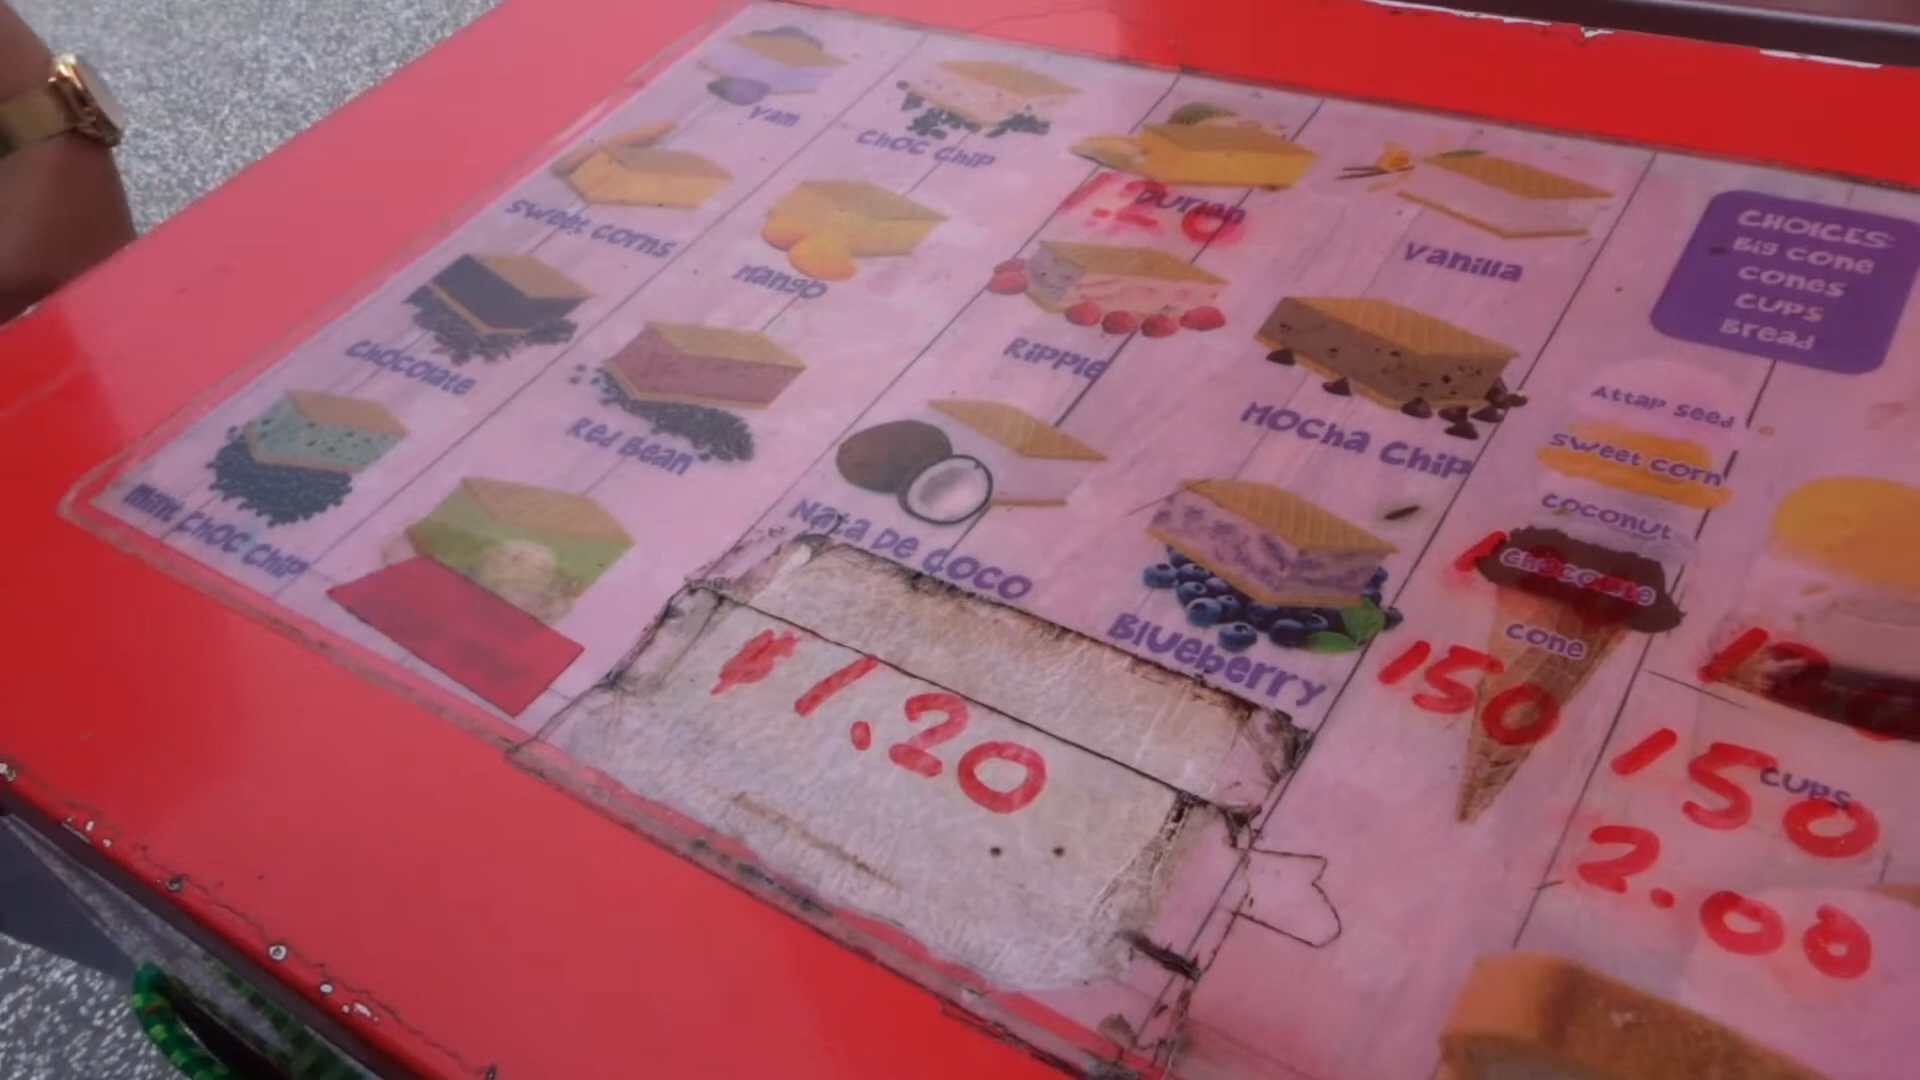 Yam
CHOC CHIP
Durian
1.20
Vanilla
CHOICES:
Big cone
cones
cups
Bread
sweet corns
Mango
Ripple
MOCHA CHIP
Attap seed
sweet corn
coconut
chocolate
cone
CHOCOlate
Red Bean
Nata De Coco
Blueberry
Mint CHOC CHIP
$1.20
150
150
cups
2.00